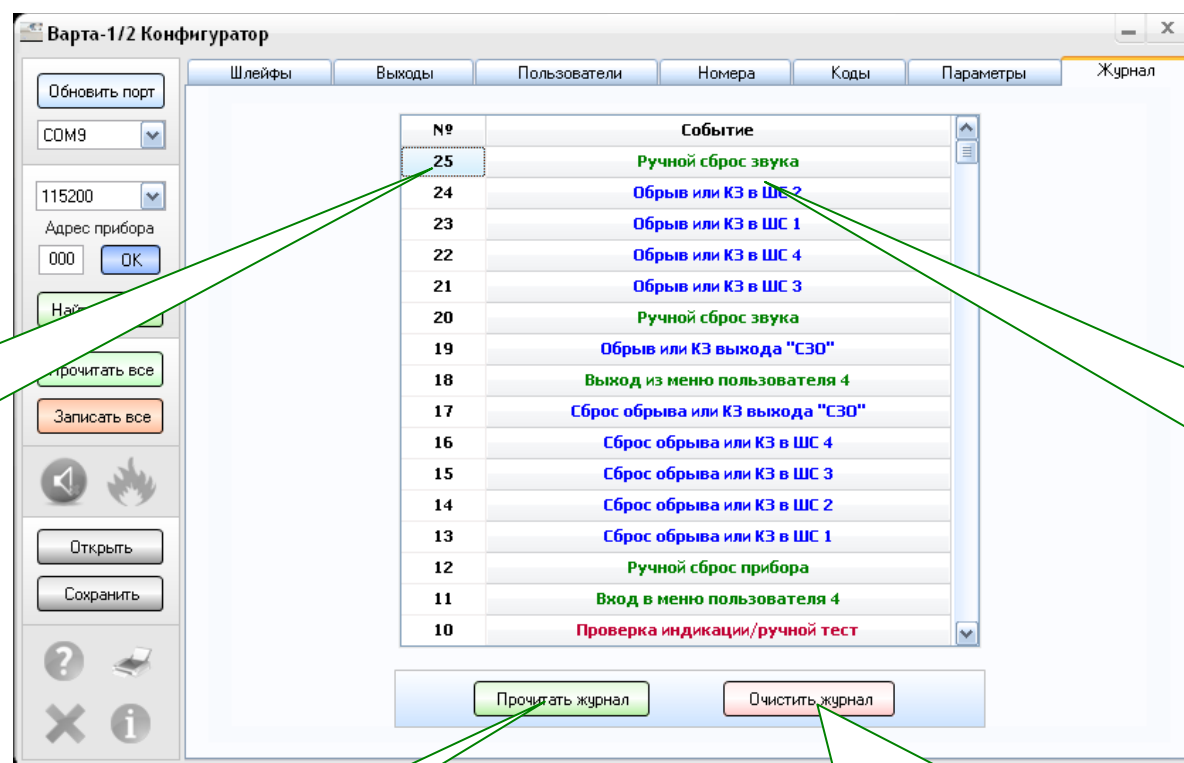 Варта-1/2 Конфигуратор
Шлейфы Выходы Пользователи Номера Коды Параметры Журнал
Обновить порт
COM9
115200
Адрес прибора
000 OK
Прочитать все
Записать все
Открыть
Сохранить
№ Событие
25 Ручной сброс звука
24 Обрыв или КЗ в ШС 2
23 Обрыв или КЗ в ШС 1
22 Обрыв или КЗ в ШС 4
21 Обрыв или КЗ в ШС 3
20 Ручной сброс звука
19 Обрыв или КЗ выхода "СЗО"
18 Выход из меню пользователя 4
17 Сброс обрыва или КЗ выхода "СЗО"
16 Сброс обрыва или КЗ в ШС 4
15 Сброс обрыва или КЗ в ШС 3
14 Сброс обрыва или КЗ в ШС 2
13 Сброс обрыва или КЗ в ШС 1
12 Ручной сброс прибора
11 Вход в меню пользователя 4
10 Проверка индикации/ручной тест
Прочитать журнал Очистить журнал